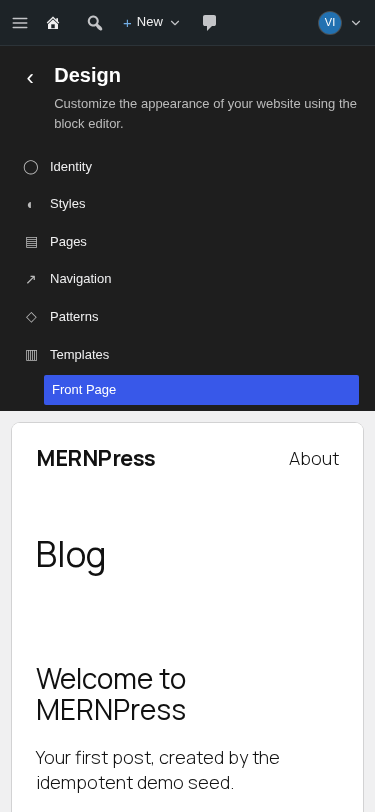 + New
VI
Design
Customize the appearance of your website using the
block editor.
Identity
Styles
Pages
Navigation
Patterns
Templates
Front Page
MERNPress
About
Blog
Welcome to
MERNPress
Your first post, created by the
idempotent demo seed.